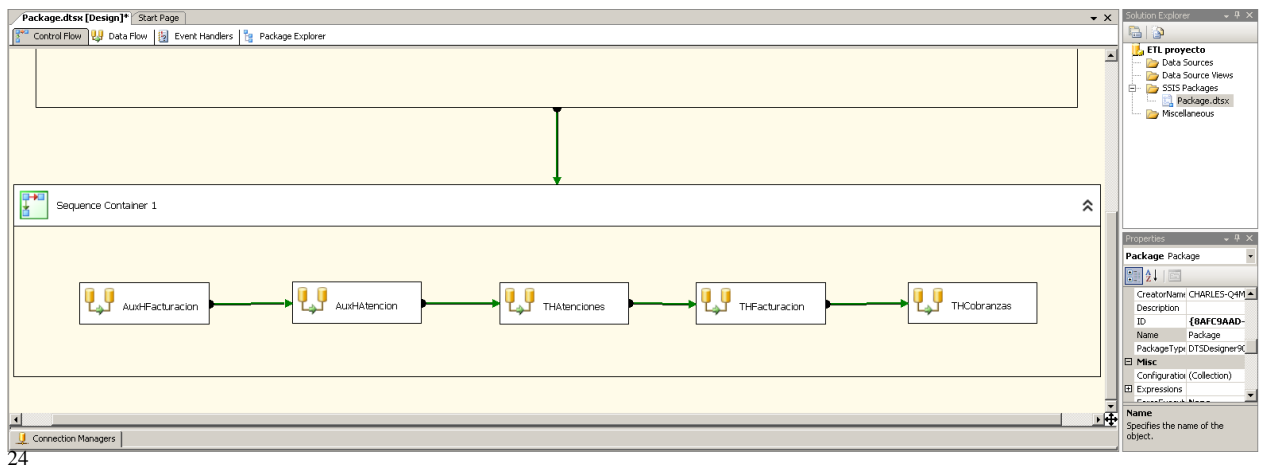 Package.dtsx [Design]* Start Page
Control Flow Data Flow Event Handlers Package Explorer
Sequence Container 1
AuxHFacturacion AuxHAtencion THAtenciones THFacturacion THCobranzas
Connection Managers
Solution Explorer
ETL proyecto
Data Sources
Data Source Views
SSIS Packages
Package.dtsx
Miscellaneous
Properties
Package Package
CreatorName CHARLES-Q4M
Description
ID {8AFC9AAD-
Name Package
PackageType DTSDesigner90
Misc
Configuration (Collection)
Expressions
Name
Specifies the name of the
object.
24